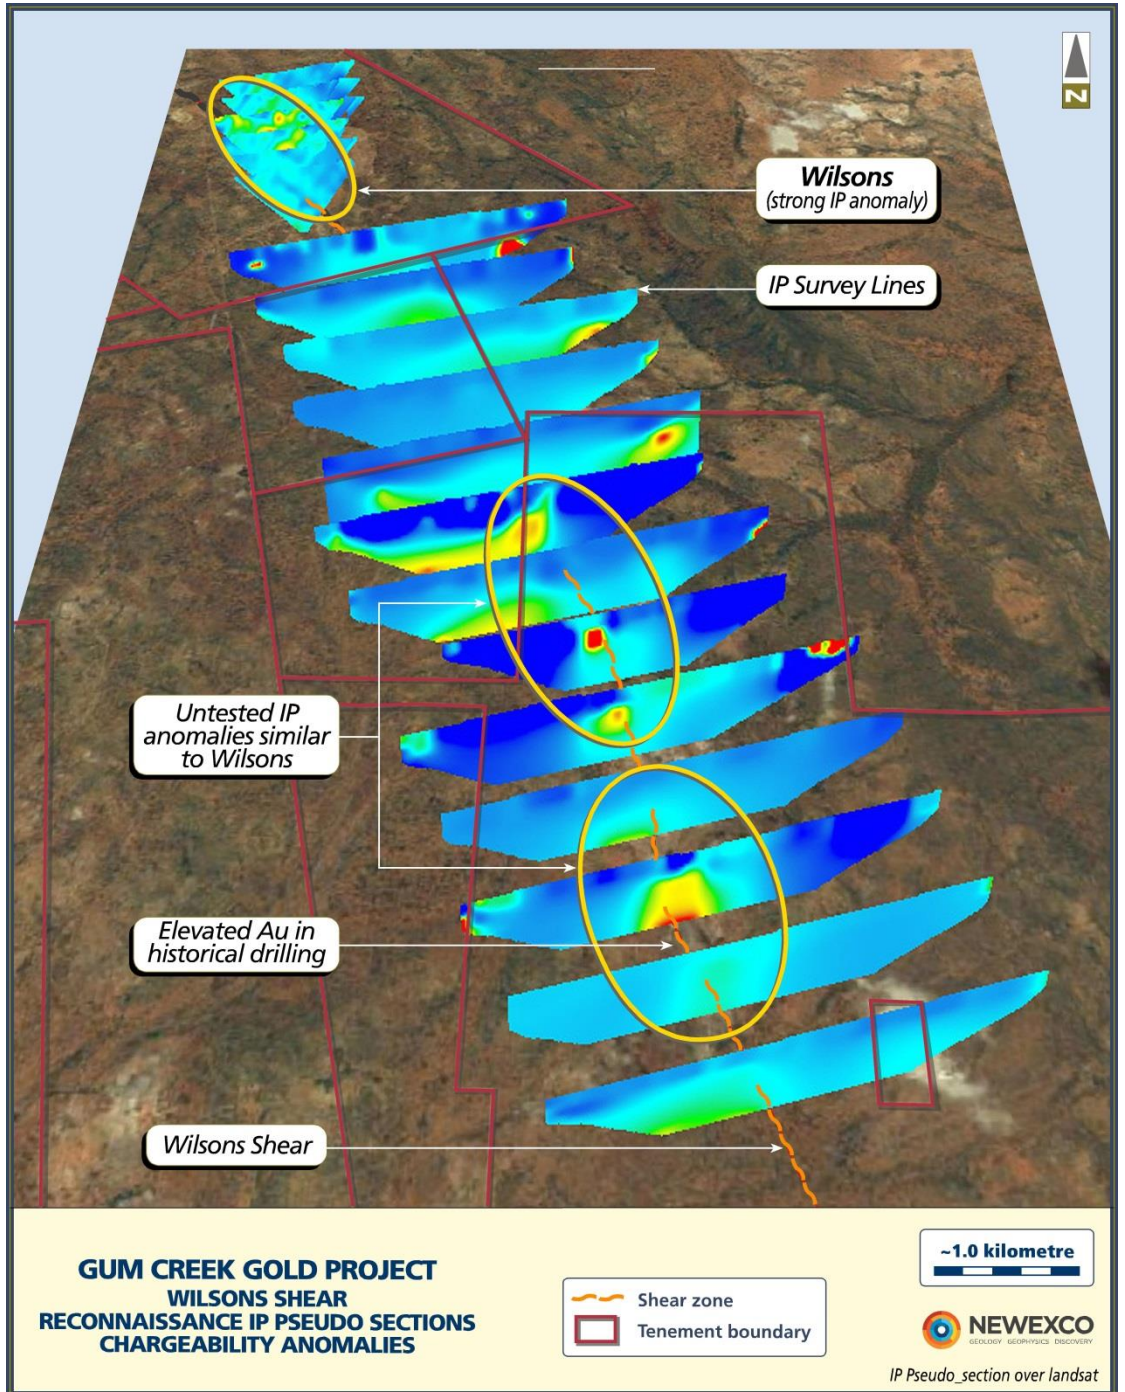 N
Wilsons
(strong IP anomaly)
IP Survey Lines
Untested IP
anomalies similar
to Wilsons
Elevated Au in
historical drilling
Wilsons Shear
GUM CREEK GOLD PROJECT
WILSONS SHEAR
RECONNAISSANCE IP PSEUDO SECTIONS
CHARGEABILITY ANOMALIES
Shear zone
Tenement boundary
~1.0 kilometre
NEWEXCO
GEOLOGY GEOPHYSICS DISCOVERY
IP Pseudo_section over landsat